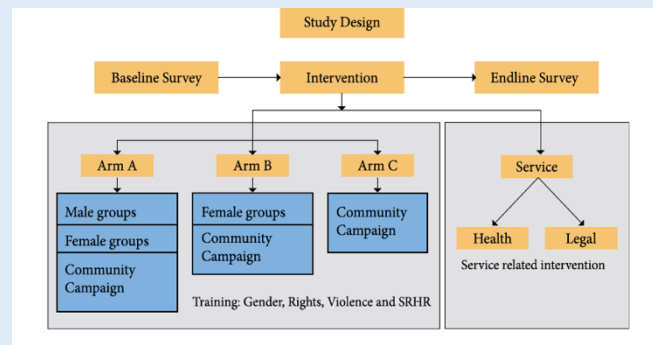 Study Design
Baseline Survey
Intervention
Endline Survey
Arm A
Arm B
Arm C
Service
Male groups
Female groups
Community
Campaign
Female groups
Community
Campaign
Community
Campaign
Health
Legal
Service related intervention
Training: Gender, Rights, Violence and SRHR